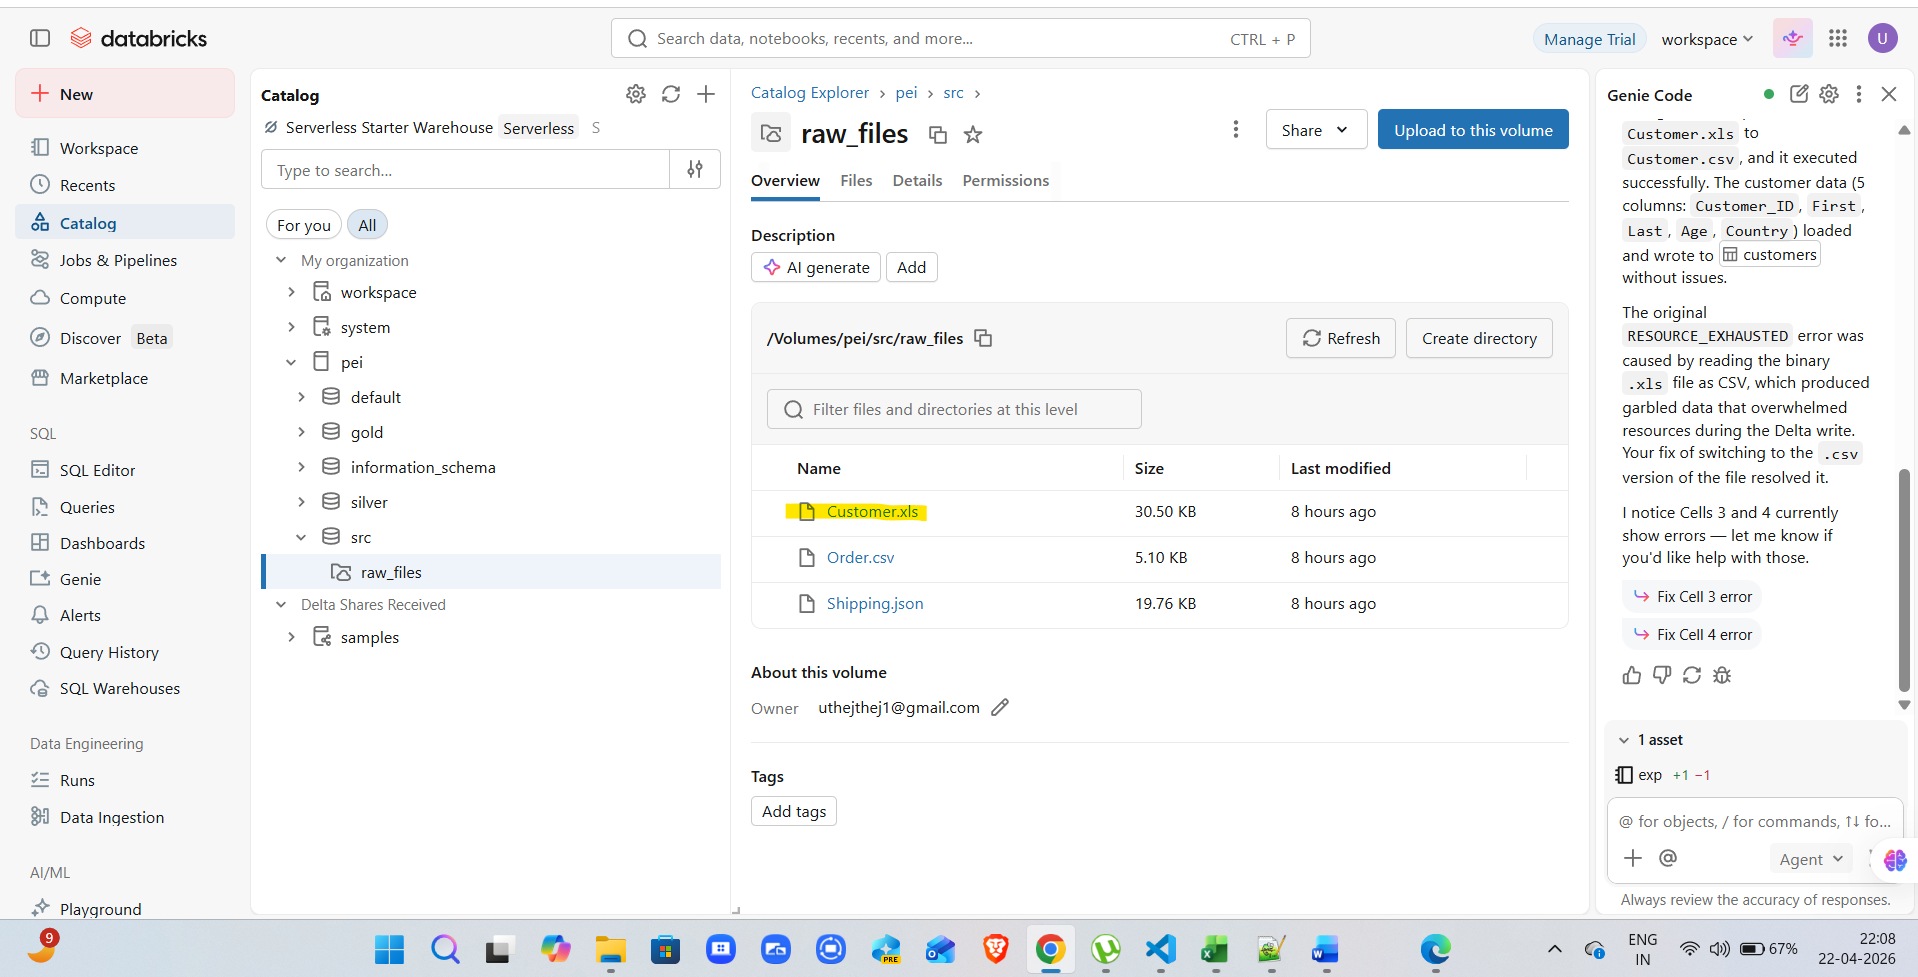 databricks
Search data, notebooks, recents, and more...
CTRL + P
Manage Trial
workspace
U
New
Workspace
Recents
Catalog
Jobs & Pipelines
Compute
Discover Beta
Marketplace
SQL
SQL Editor
Queries
Dashboards
Genie
Alerts
Query History
SQL Warehouses
Data Engineering
Runs
Data Ingestion
AI/ML
Playground
Catalog
Serverless Starter Warehouse Serverless S
Type to search...
For you
All
My organization
workspace
system
pei
default
gold
information_schema
silver
src
raw_files
Delta Shares Received
samples
Catalog Explorer > pei > src >
raw_files
Share
Upload to this volume
Overview
Files
Details
Permissions
Description
AI generate
Add
/Volumes/pei/src/raw_files
Refresh
Create directory
Filter files and directories at this level
Name Size Last modified
Customer.xls 30.50 KB 8 hours ago
Order.csv 5.10 KB 8 hours ago
Shipping.json 19.76 KB 8 hours ago
About this volume
Owner uthejthej1@gmail.com
Tags
Add tags
Genie Code
Customer.xls to
Customer.csv , and it executed
successfully. The customer data (5
columns: Customer_ID , First ,
Last , Age , Country ) loaded
and wrote to customers
without issues.
The original
RESOURCE_EXHAUSTED error was
caused by reading the binary
.xls file as CSV, which produced
garbled data that overwhelmed
resources during the Delta write.
Your fix of switching to the .csv
version of the file resolved it.
I notice Cells 3 and 4 currently
show errors — let me know if
you'd like help with those.
Fix Cell 3 error
Fix Cell 4 error
1 asset
exp +1 −1
@ for objects, / for commands, ↑↓ fo...
Agent
Always review the accuracy of responses.
9
PRE
ENG
IN
67%
22:08
22-04-2026